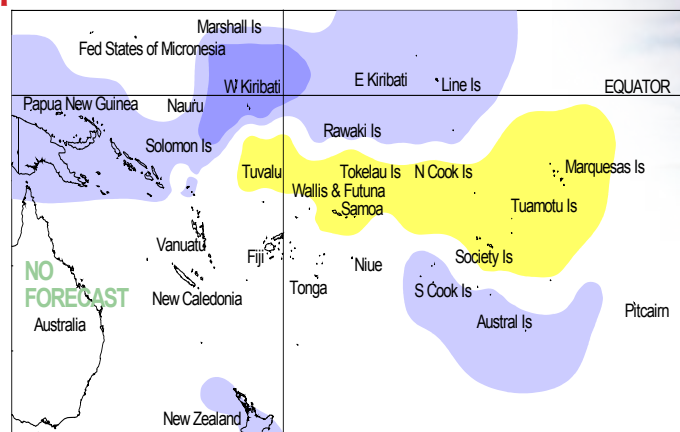 Marshall Is
Fed States of Micronesia
W Kiribati
E Kiribati
Line Is
EQUATOR
Papua New Guinea
Nauru
Rawaki Is
Solomon Is
Tuvalu
Tokelau Is
N Cook Is
Marquesas Is
Wallis & Futuna
Samoa
Tuamotu Is
Vanuatu
Fiji
Niue
Society Is
NO
FORECAST
New Caledonia
Tonga
S Cook Is
Australia
Austral Is
Pitcairn
New Zealand